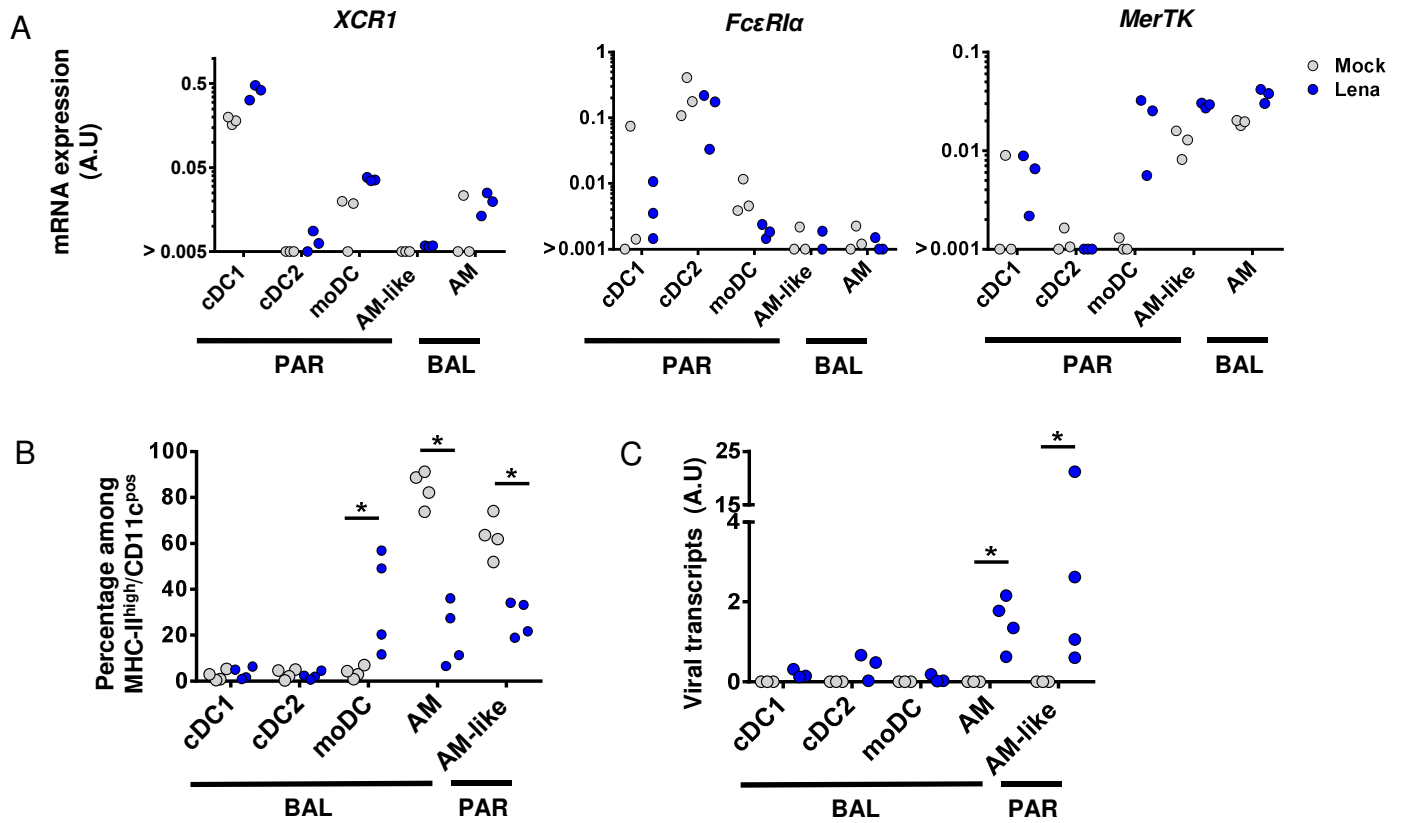 A
XCR1
FcεRIα
MerTK
mRNA expression
(A.U)
0.5
0.05
> 0.005
cDC1
cDC2
moDC
AM-like
AM
PAR
BAL
1
0.1
0.01
> 0.001
cDC1
cDC2
moDC
AM-like
AM
PAR
BAL
0.1
0.01
> 0.001
cDC1
cDC2
moDC
AM-like
AM
PAR
BAL
Mock
Lena
B
Percentage among
MHC-IIhigh/CD11cpos
100
80
60
40
20
0
*
*
*
cDC1
cDC2
moDC
AM
AM-like
BAL
PAR
C
Viral transcripts (A.U)
25
15
4
2
0
*
*
cDC1
cDC2
moDC
AM
AM-like
BAL
PAR